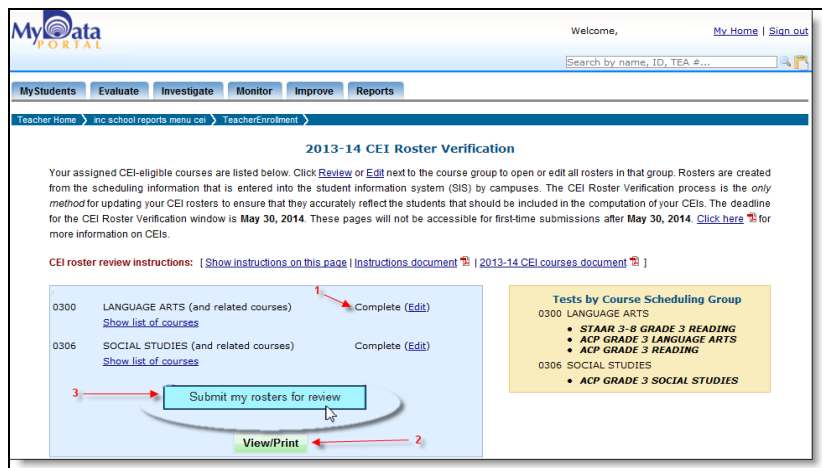 MyData
PORTAL
Welcome,
My Home | Sign out
Search by name, ID, TEA #...
MyStudents Evaluate Investigate Monitor Improve Reports
Teacher Home inc school reports menu cei TeacherEnrollment
2013-14 CEI Roster Verification
Your assigned CEI-eligible courses are listed below. Click Review or Edit next to the course group to open or edit all rosters in that group. Rosters are created
from the scheduling information that is entered into the student information system (SIS) by campuses. The CEI Roster Verification process is the only
method for updating your CEI rosters to ensure that they accurately reflect the students that should be included in the computation of your CEIs. The deadline
for the CEI Roster Verification window is May 30, 2014. These pages will not be accessible for first-time submissions after May 30, 2014. Click here for
more information on CEIs.
CEI roster review instructions: [ Show instructions on this page | Instructions document | 2013-14 CEI courses document ]
1
0300 LANGUAGE ARTS (and related courses) Complete (Edit)
Show list of courses
0306 SOCIAL STUDIES (and related courses) Complete (Edit)
Show list of courses
3
Submit my rosters for review
View/Print
2
Tests by Course Scheduling Group
0300 LANGUAGE ARTS
• STAAR 3-8 GRADE 3 READING
• ACP GRADE 3 LANGUAGE ARTS
• ACP GRADE 3 READING
0306 SOCIAL STUDIES
• ACP GRADE 3 SOCIAL STUDIES